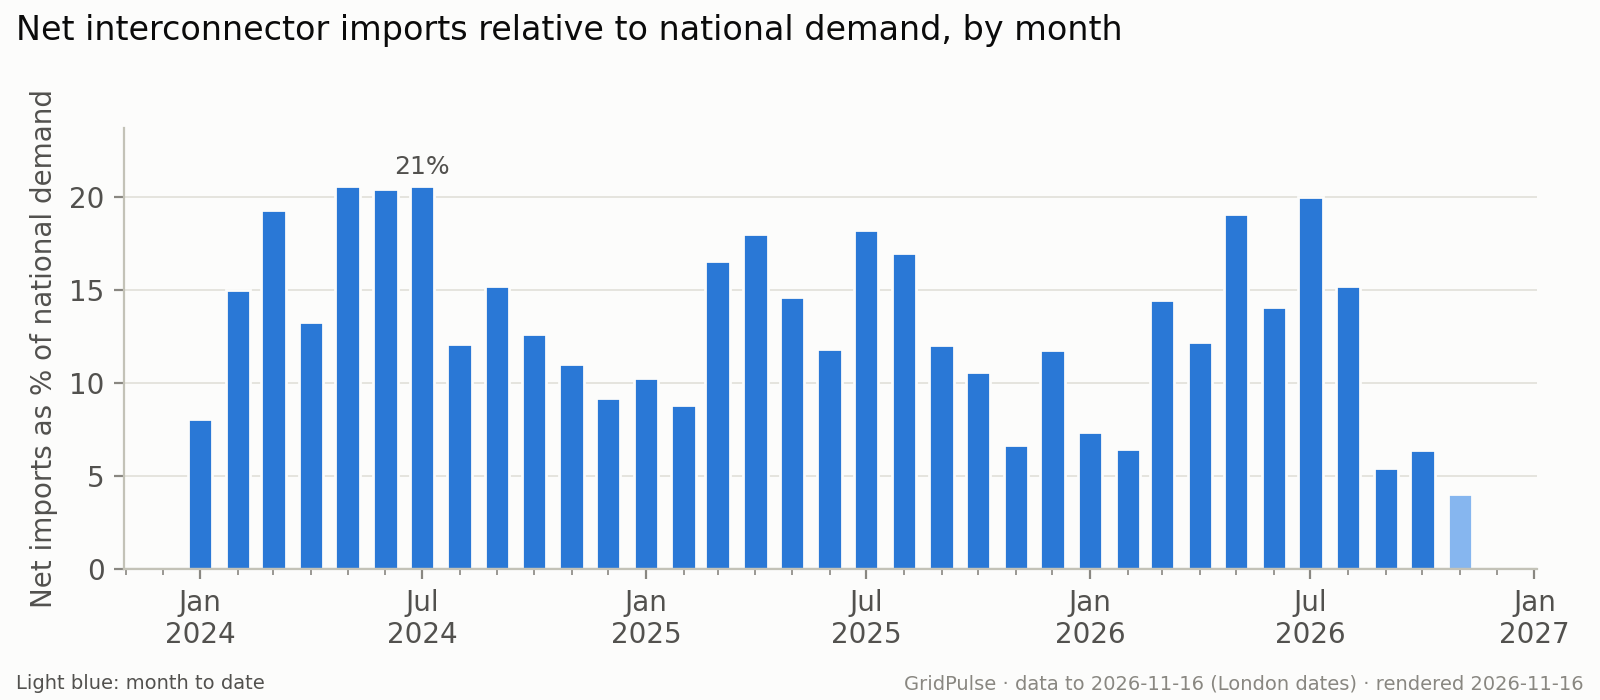 Net interconnector imports relative to national demand, by month
Net imports as % of national demand
21%
20
15
10
5
0
Jan
2024
Jul
2024
Jan
2025
Jul
2025
Jan
2026
Jul
2026
Jan
2027
Light blue: month to date
GridPulse · data to 2026-11-16 (London dates) · rendered 2026-11-16